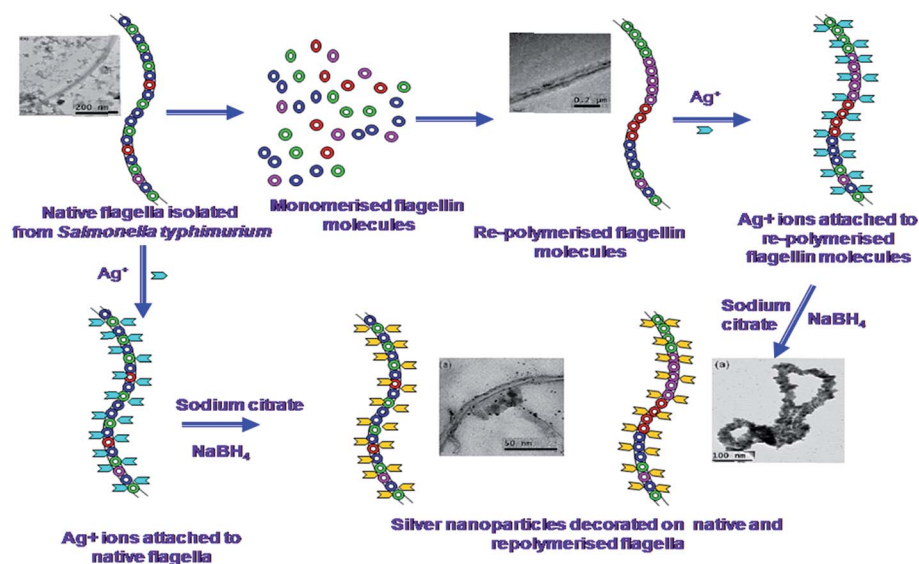 200 nm
0.2 µm
Ag⁺
Native flagella isolated
from Salmonella typhimurium
Monomerised flagellin
molecules
Re-polymerised flagellin
molecules
Ag+ ions attached to
re-polymerised
flagellin molecules
Ag⁺
Sodium
citrate
NaBH₄
Sodium citrate
NaBH₄
(a)
50 nm
(a)
100 nm
Ag+ ions attached to
native flagella
Silver nanoparticles decorated on native and
repolymerised flagella